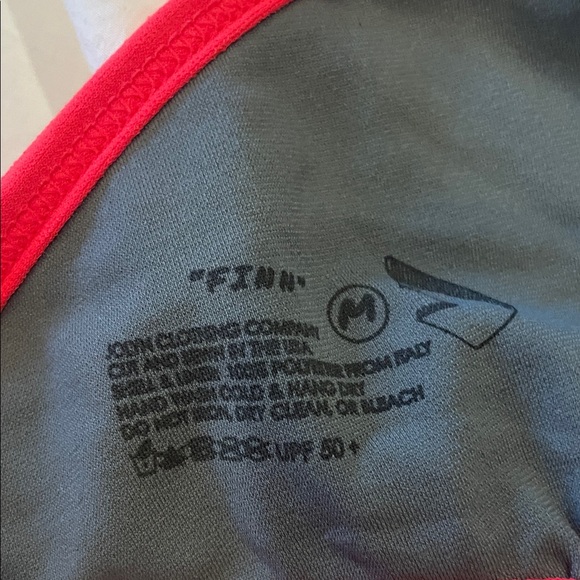 "FINN"
M
JOLYN CLOTHING COMPANY
CUT AND SEWN IN THE USA
SHELL & LINER: 100% POLYESTER FROM ITALY
HAND WASH COLD & HANG DRY
DO NOT IRON, DRY CLEAN, OR BLEACH
UPF 50+